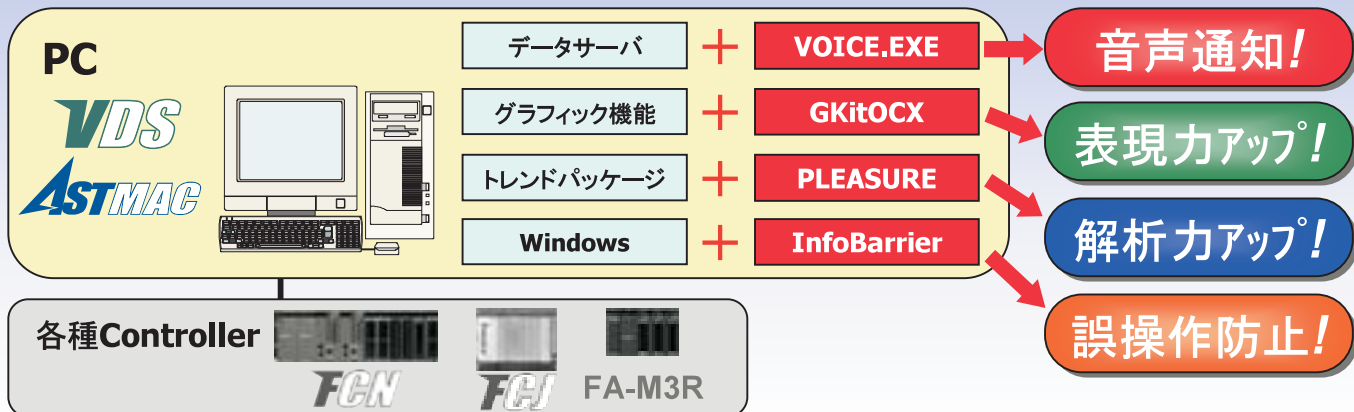 PC
VDS
ASTMAC
データサーバ + VOICE.EXE
音声通知!
グラフィック機能 + GKitOCX
表現力アップ!
トレンドパッケージ + PLEASURE
解析力アップ!
Windows + InfoBarrier
誤操作防止!
各種Controller
FCN
FCJ
FA-M3R